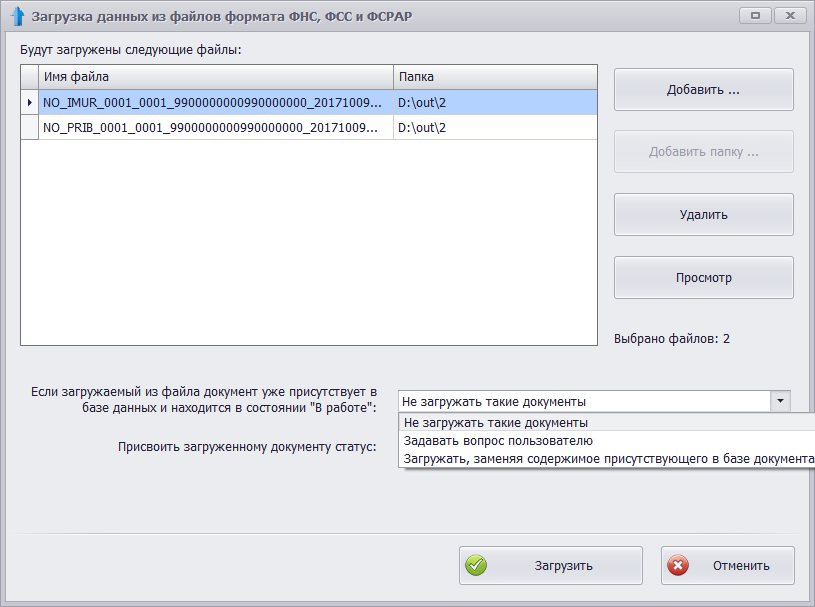 Загрузка данных из файлов формата ФНС, ФСС и ФСРАР
Будут загружены следующие файлы:
Имя файла Папка
NO_IMUR_0001_0001_9900000000990000000_20171009... D:\out\2
NO_PRIB_0001_0001_9900000000990000000_20171009... D:\out\2
Добавить ...
Добавить папку ...
Удалить
Просмотр
Выбрано файлов: 2
Если загружаемый из файла документ уже присутствует в
базе данных и находится в состоянии "В работе":
Не загружать такие документы
Не загружать такие документы
Задавать вопрос пользователю
Загружать, заменяя содержимое присутствующего в базе документа
Присвоить загруженному документу статус:
Загрузить
Отменить